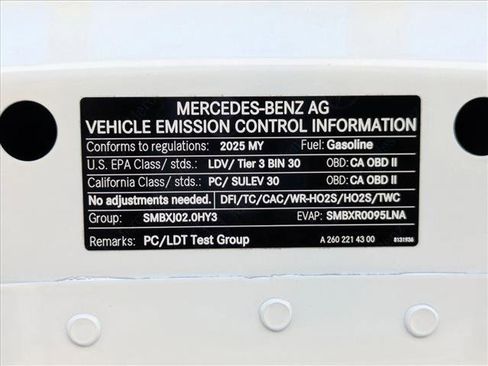 MERCEDES-BENZ AG
VEHICLE EMISSION CONTROL INFORMATION
Conforms to regulations: 2025 MY Fuel: Gasoline
U.S. EPA Class/ stds.: LDV/ Tier 3 BIN 30 OBD: CA OBD II
California Class/ stds.: PC/ SULEV 30 OBD: CA OBD II
No adjustments needed. DFI/TC/CAC/WR-HO2S/HO2S/TWC
Group: SMBXJ02.0HY3 EVAP: SMBXR0095LNA
Remarks: PC/LDT Test Group A 260 221 43 00